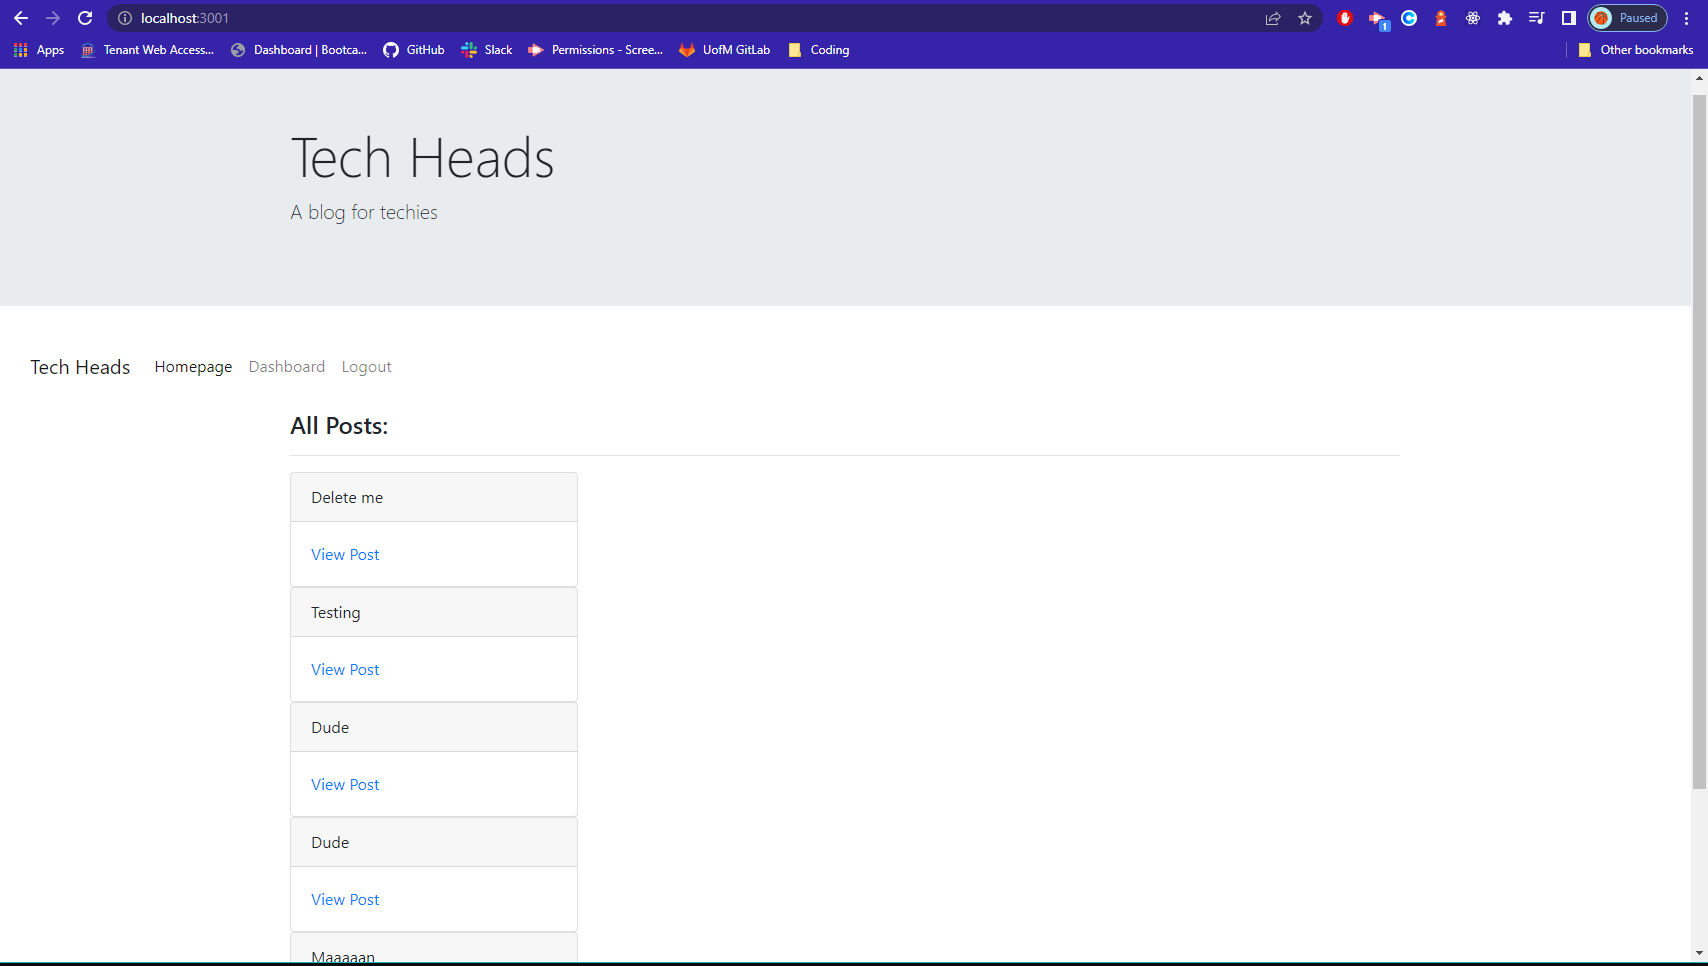 localhost:3001
Paused
Apps Tenant Web Access... Dashboard | Bootca... GitHub Slack Permissions - Scree... UofM GitLab Coding Other bookmarks
1
Tech Heads
A blog for techies
Tech Heads Homepage Dashboard Logout
All Posts:
Delete me
View Post
Testing
View Post
Dude
View Post
Dude
View Post
Maaaaan